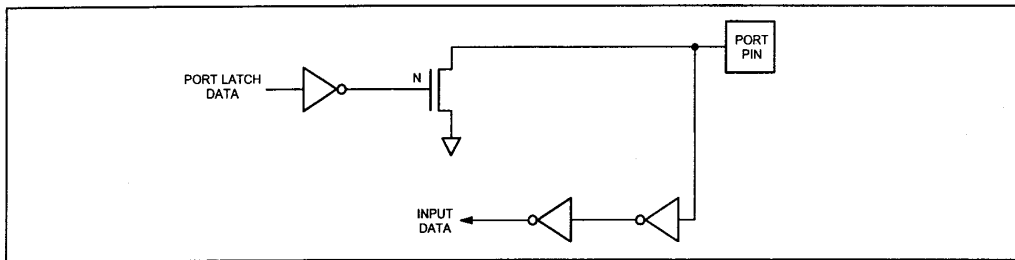 PORT
PIN
N
PORT LATCH
DATA
INPUT
DATA